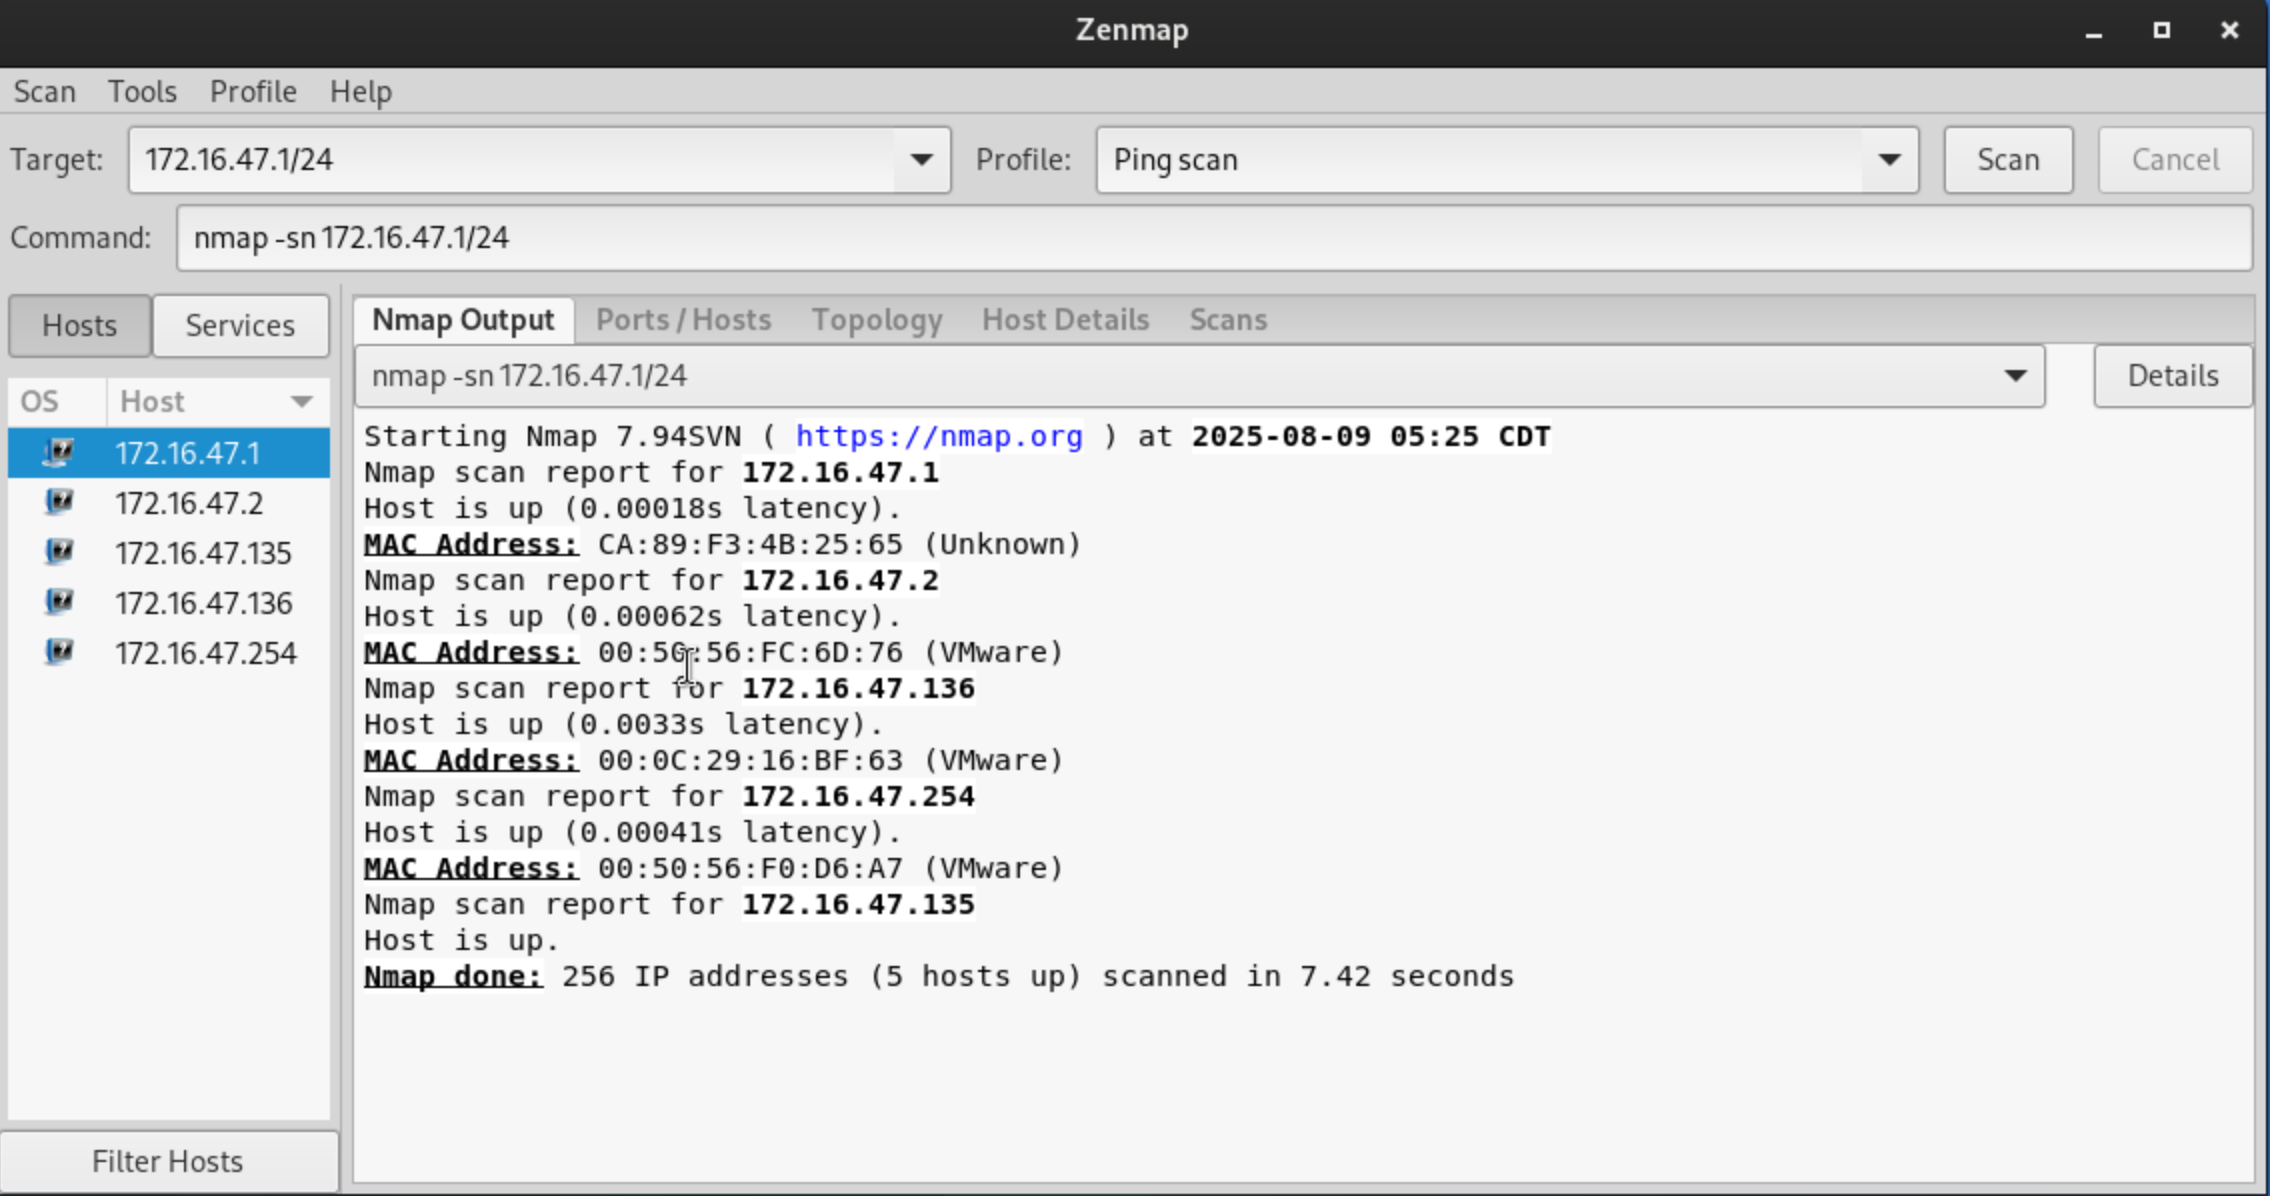 Zenmap
Scan Tools Profile Help
Target: 172.16.47.1/24 Profile: Ping scan Scan Cancel
Command: nmap -sn 172.16.47.1/24
Hosts Services
OS Host
172.16.47.1
172.16.47.2
172.16.47.135
172.16.47.136
172.16.47.254
Filter Hosts
Nmap Output Ports / Hosts Topology Host Details Scans
nmap -sn 172.16.47.1/24 Details
Starting Nmap 7.94SVN ( https://nmap.org ) at 2025-08-09 05:25 CDT
Nmap scan report for 172.16.47.1
Host is up (0.00018s latency).
MAC Address: CA:89:F3:4B:25:65 (Unknown)
Nmap scan report for 172.16.47.2
Host is up (0.00062s latency).
MAC Address: 00:50:56:FC:6D:76 (VMware)
Nmap scan report for 172.16.47.136
Host is up (0.0033s latency).
MAC Address: 00:0C:29:16:BF:63 (VMware)
Nmap scan report for 172.16.47.254
Host is up (0.00041s latency).
MAC Address: 00:50:56:F0:D6:A7 (VMware)
Nmap scan report for 172.16.47.135
Host is up.
Nmap done: 256 IP addresses (5 hosts up) scanned in 7.42 seconds